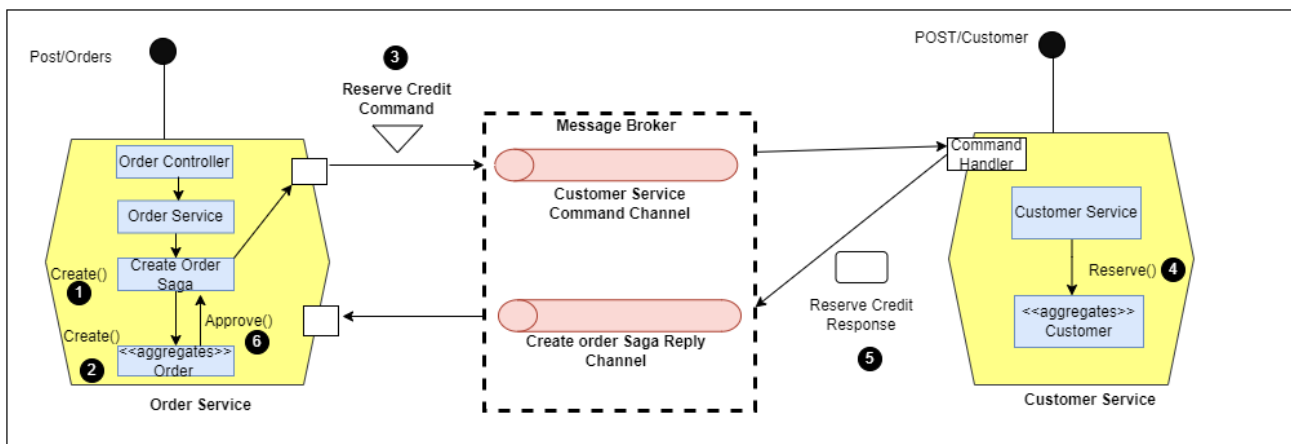 Post/Orders
3
Reserve Credit
Command
POST/Customer
Message Broker
Order Controller
Command
Handler
Customer Service
Command Channel
Order Service
Customer Service
Create()
1
Create Order
Saga
Reserve() 4
Approve()
6
Create()
2
<<aggregates>>
Order
Reserve Credit
Response
5
<<aggregates>>
Customer
Create order Saga Reply
Channel
Order Service
Customer Service